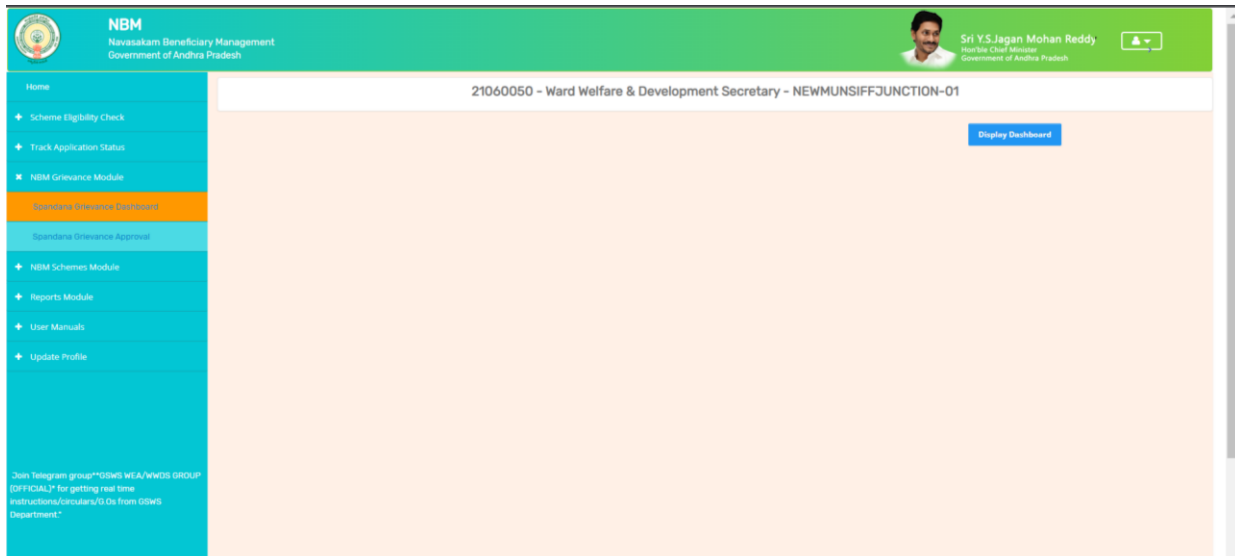 NBM
Navasakam Beneficiary Management
Government of Andhra Pradesh
Sri Y.S.Jagan Mohan Reddy
Hon'ble Chief Minister
Government of Andhra Pradesh
Home
Scheme Eligibility Check
Track Application Status
NBM Grievance Module
Spandana Grievance Dashboard
Spandana Grievance Approval
NBM Schemes Module
Reports Module
User Manuals
Update Profile
Join Telegram group"*GSWS WEA/WWDS GROUP
(OFFICIAL)* for getting real time
instructions/circulars/G.Os from GSWS
Department."
21060050 - Ward Welfare & Development Secretary - NEWMUNSIFFJUNCTION-01
Display Dashboard